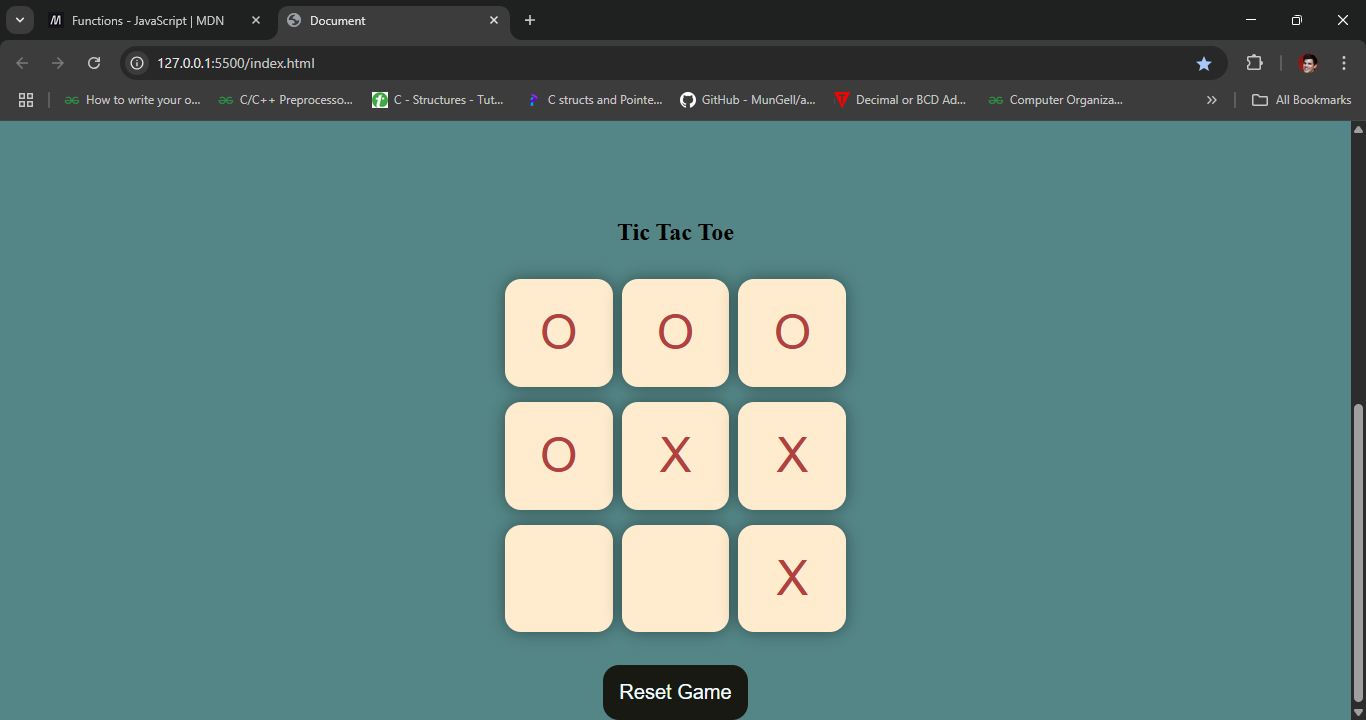 Functions - JavaScript | MDN
Document
127.0.0.1:5500/index.html
How to write your o...
C/C++ Preprocesso...
C - Structures - Tut...
C structs and Pointe...
GitHub - MunGell/a...
Decimal or BCD Ad...
Computer Organiza...
All Bookmarks
Tic Tac Toe
O O O
O X X
X
Reset Game